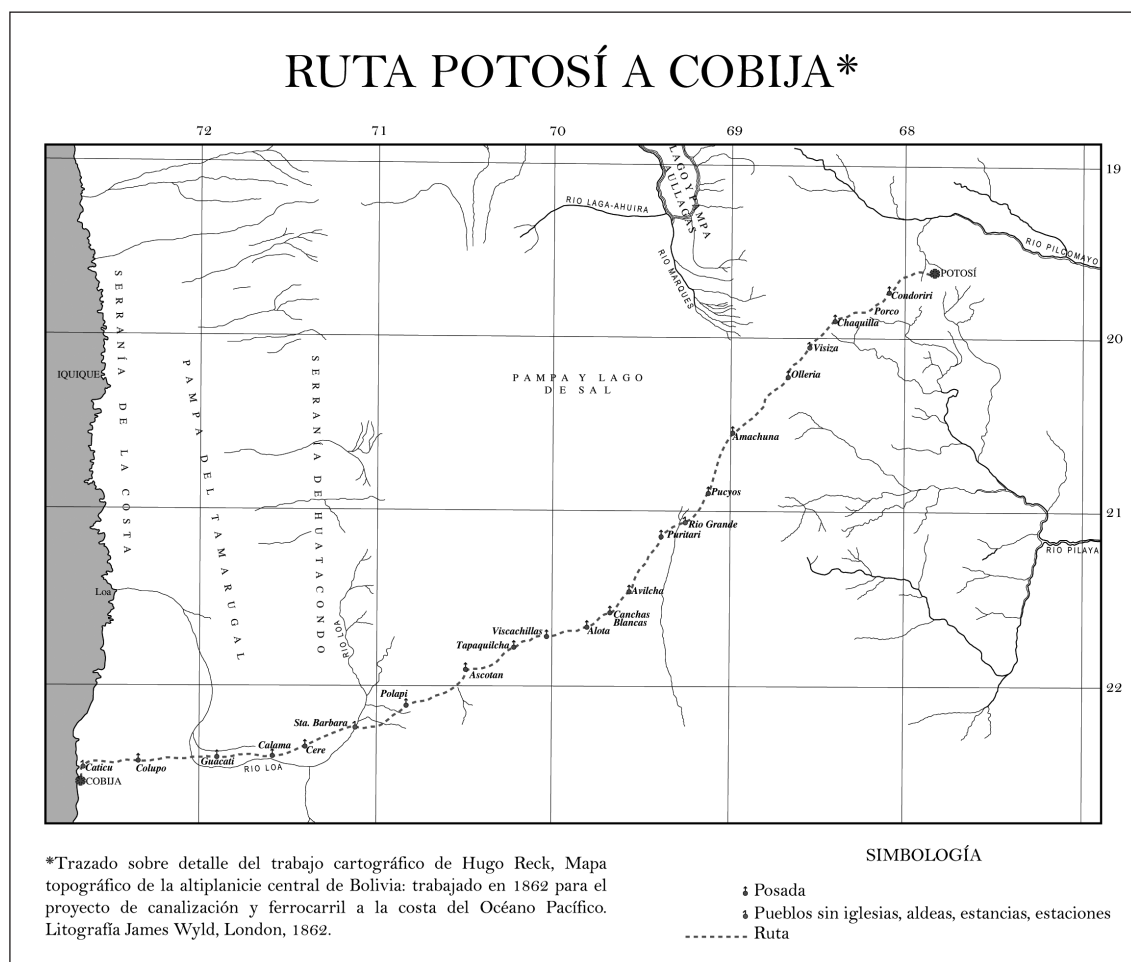 RUTA POTOSÍ A COBIJA*
72 71 70 69 68
19
LAGO Y PAMPA
AULLAGAS
RIO LAGA-AHUIRA
RIO MARQUES
RIO PILCOMAYO
POTOSÍ
Condoriri
Porco
Chaquilla
20
Visiza
IQUIQUE
SERRANÍA DE LA COSTA
PAMPA DEL TAMARUGAL
SERRANÍA DE HUATACONDO
PAMPA Y LAGO
DE SAL
Olleria
Amachuna
Pucyos
21
Rio Grande
Puritari
RIO PILAYA
Loa
RIO LOA
Avilcha
Canchas
Blancas
Alota
Viscachillas
Tapaquilcha
Ascotan
22
Polapi
Sta. Barbara
Cere
Calama
Guacati
RIO LOA
Colupo
Caticu
COBIJA
*Trazado sobre detalle del trabajo cartográfico de Hugo Reck, Mapa
topográfico de la altiplanicie central de Bolivia: trabajado en 1862 para el
proyecto de canalización y ferrocarril a la costa del Océano Pacífico.
Litografía James Wyld, London, 1862.
SIMBOLOGÍA
Posada
Pueblos sin iglesias, aldeas, estancias, estaciones
Ruta